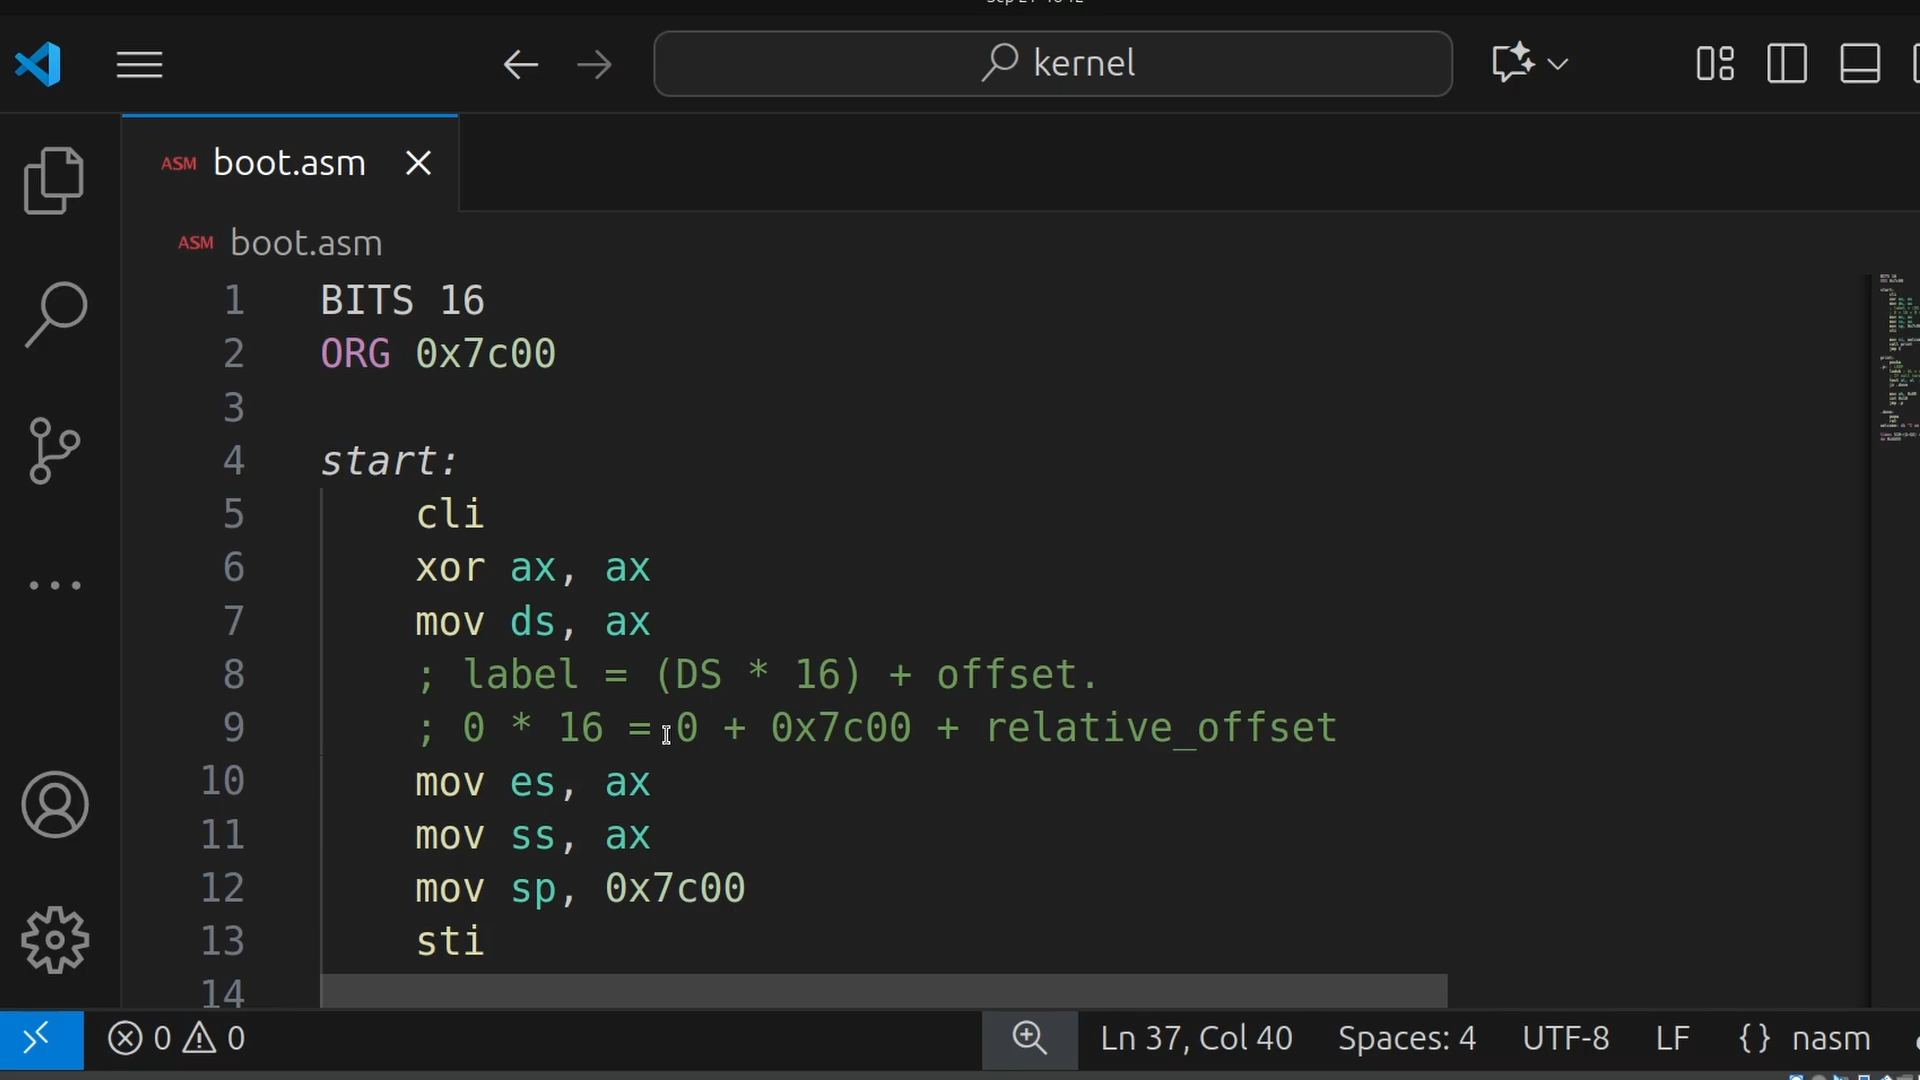 kernel
ASM boot.asm
ASM boot.asm
1 BITS 16
2 ORG 0x7c00
3
4 start:
5 cli
6 xor ax, ax
7 mov ds, ax
8 ; label = (DS * 16) + offset.
9 ; 0 * 16 = 0 + 0x7c00 + relative_offset
10 mov es, ax
11 mov ss, ax
12 mov sp, 0x7c00
13 sti
14
0 0 Ln 37, Col 40 Spaces: 4 UTF-8 LF {} nasm